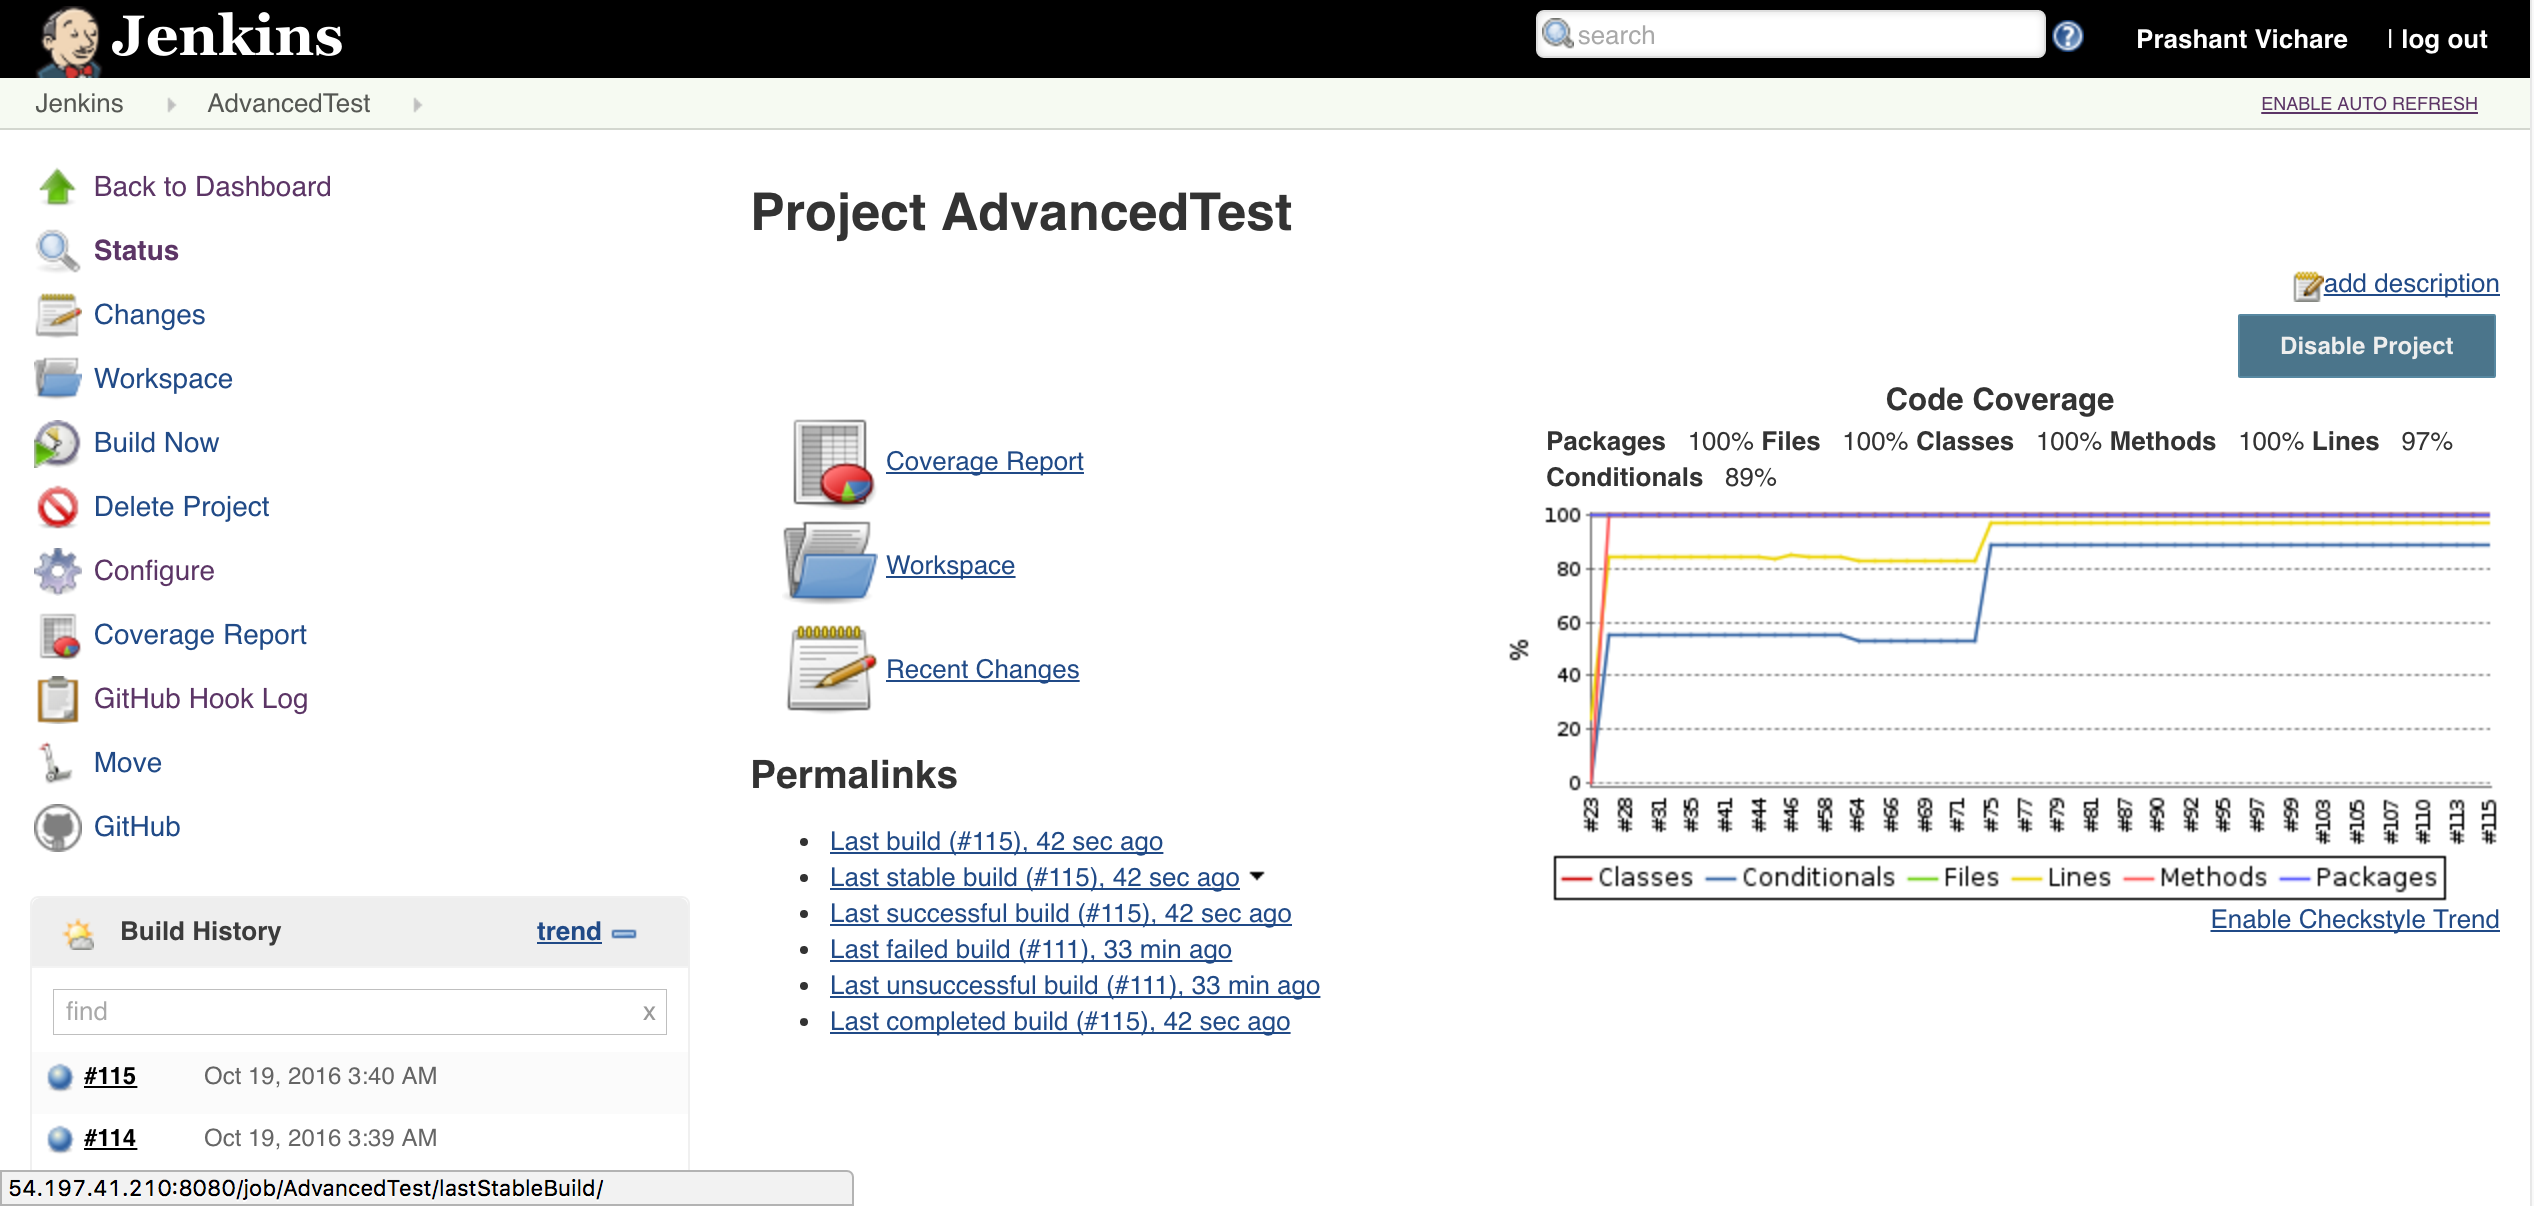 Jenkins
search
Prashant Vichare | log out
Jenkins AdvancedTest
ENABLE AUTO REFRESH
Back to Dashboard
Status
Changes
Workspace
Build Now
Delete Project
Configure
Coverage Report
GitHub Hook Log
Move
GitHub
Build History trend
find x
#115 Oct 19, 2016 3:40 AM
#114 Oct 19, 2016 3:39 AM
54.197.41.210:8080/job/AdvancedTest/lastStableBuild/
Project AdvancedTest
add description
Disable Project
Coverage Report
Workspace
Recent Changes
Permalinks
Last build (#115), 42 sec ago
Last stable build (#115), 42 sec ago
Last successful build (#115), 42 sec ago
Last failed build (#111), 33 min ago
Last unsuccessful build (#111), 33 min ago
Last completed build (#115), 42 sec ago
Code Coverage
Packages 100% Files 100% Classes 100% Methods 100% Lines 97%
Conditionals 89%
100
80
60
40
20
0
%
#23 #28 #31 #35 #41 #44 #46 #58 #64 #66 #69 #71 #75 #77 #79 #81 #87 #90 #92 #95 #97 #99 #103 #105 #107 #110 #113 #115
Classes Conditionals Files Lines Methods Packages
Enable Checkstyle Trend